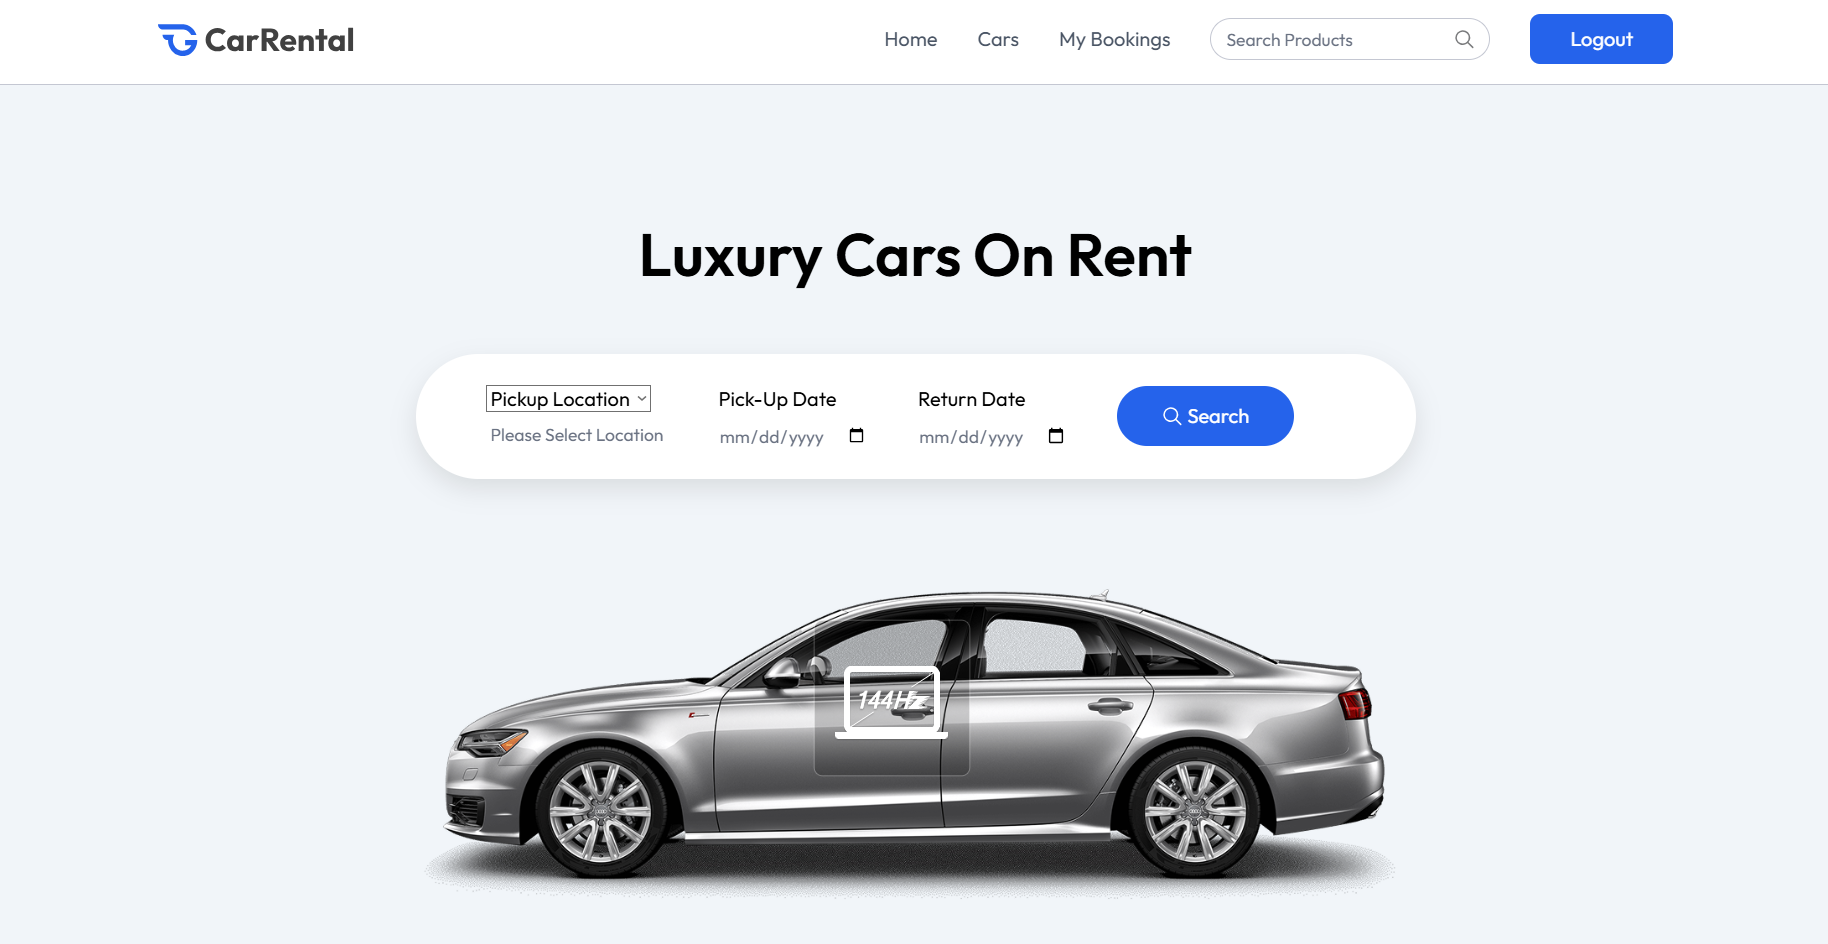 CarRental
Home
Cars
My Bookings
Search Products
Logout
Luxury Cars On Rent
Pickup Location
Please Select Location
Pick-Up Date
mm/dd/yyyy
Return Date
mm/dd/yyyy
Search
144Hz